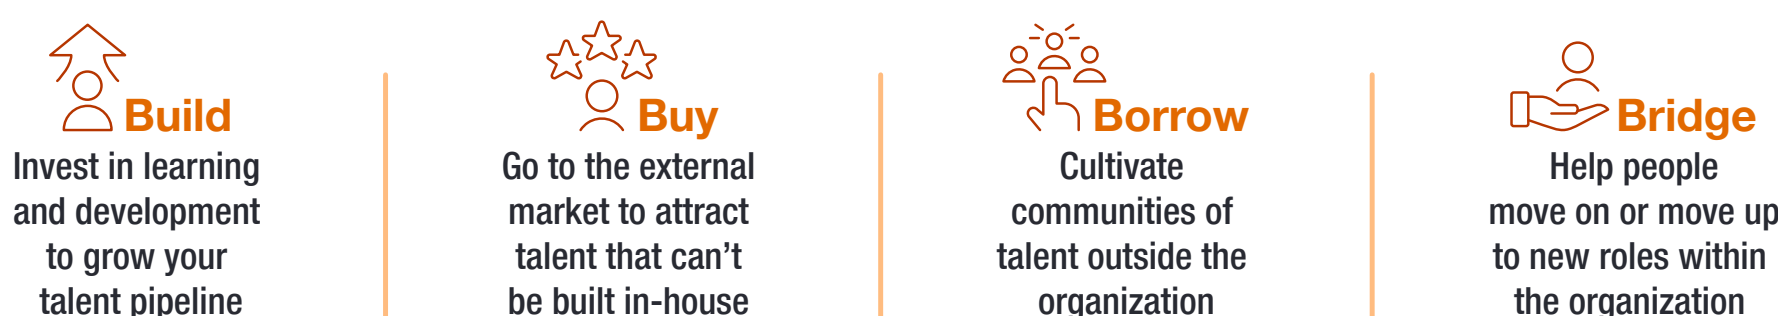 Build
Invest in learning
and development
to grow your
talent pipeline
Buy
Go to the external
market to attract
talent that can’t
be built in-house
Borrow
Cultivate
communities of
talent outside the
organization
Bridge
Help people
move on or move up
to new roles within
the organization